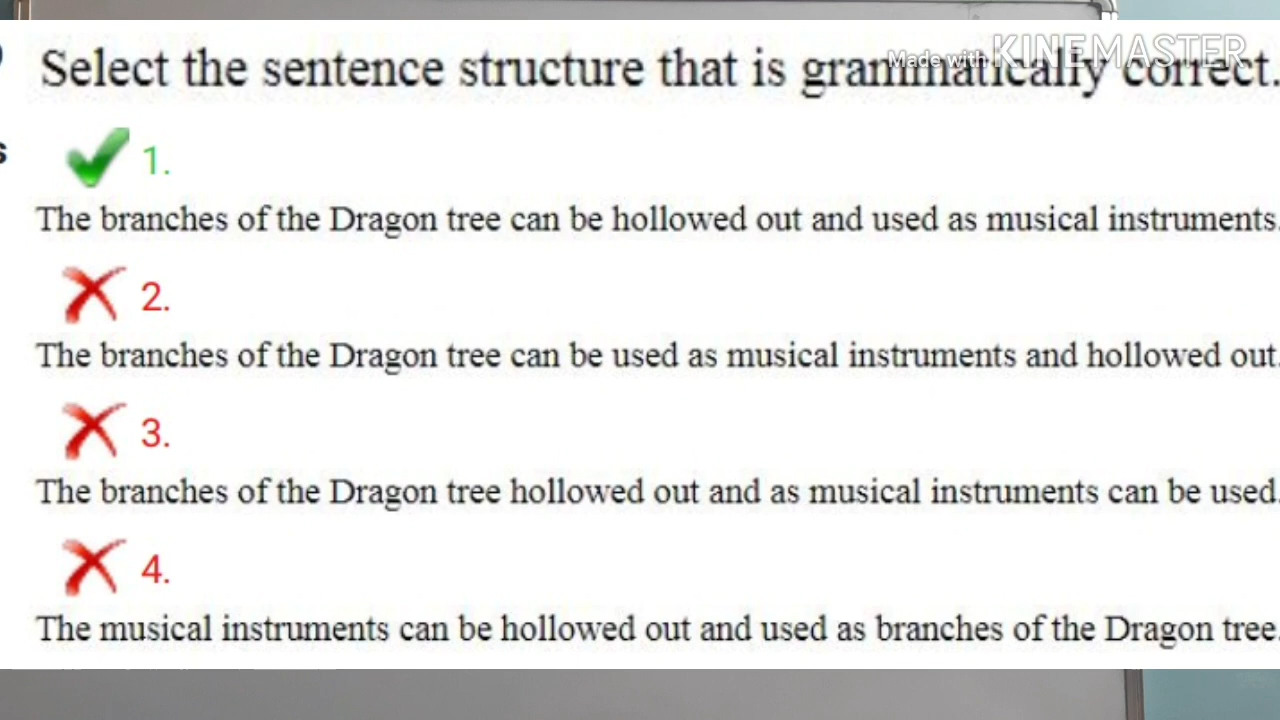 Select the sentence structure that is grammatically correct.
Made with KINEMASTER
1.
The branches of the Dragon tree can be hollowed out and used as musical instruments.
2.
The branches of the Dragon tree can be used as musical instruments and hollowed out.
3.
The branches of the Dragon tree hollowed out and as musical instruments can be used.
4.
The musical instruments can be hollowed out and used as branches of the Dragon tree.